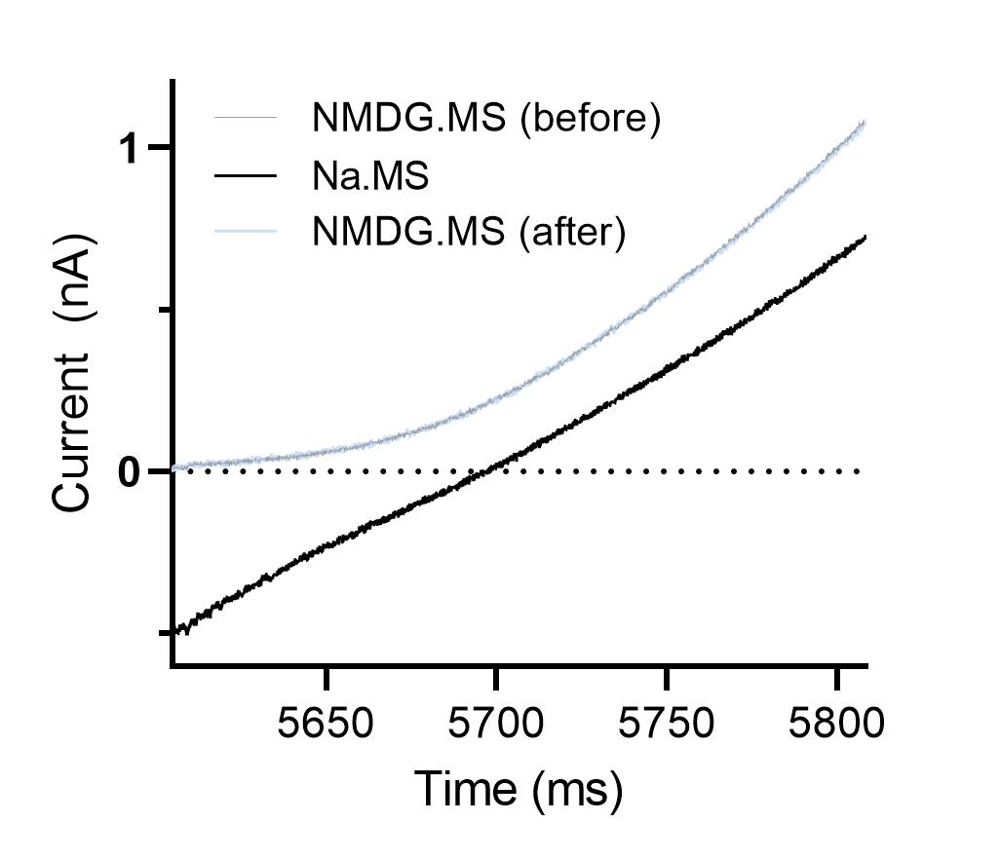 NMDG.MS (before)
Na.MS
NMDG.MS (after)
1
0
Current (nA)
5650 5700 5750 5800
Time (ms)